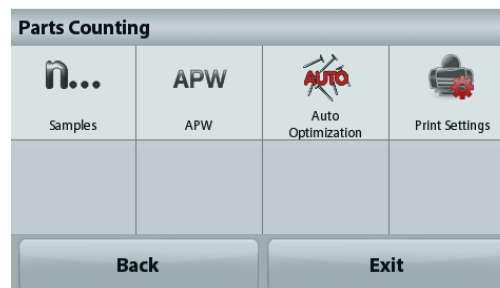 Parts Counting
n... APW AUTO
Samples APW Auto Optimization Print Settings
Back Exit